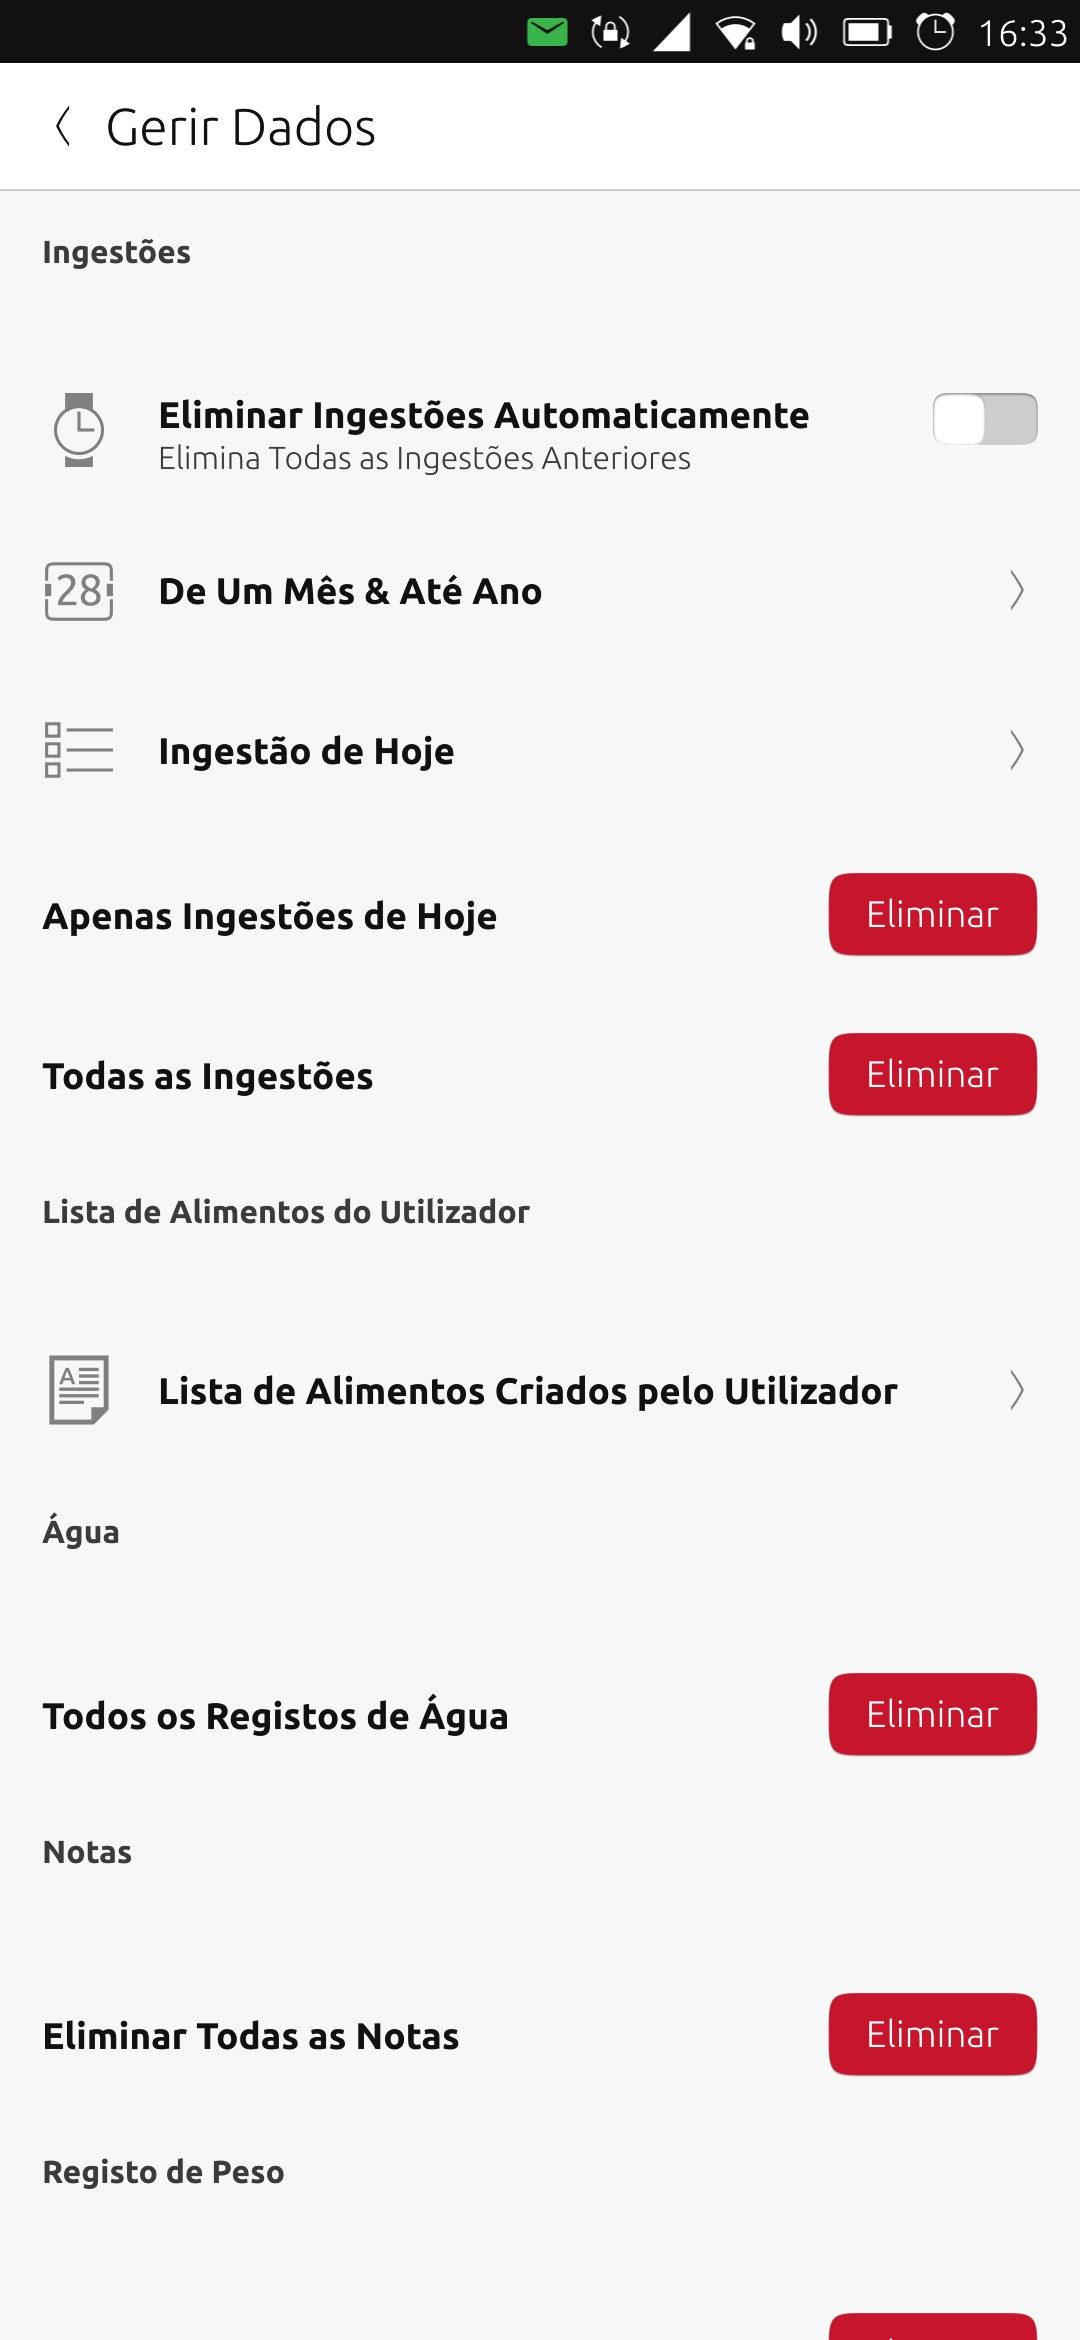 16:33
Gerir Dados
Ingestões
Eliminar Ingestões Automaticamente
Elimina Todas as Ingestões Anteriores
28
De Um Mês & Até Ano
Ingestão de Hoje
Apenas Ingestões de Hoje
Eliminar
Todas as Ingestões
Eliminar
Lista de Alimentos do Utilizador
A
Lista de Alimentos Criados pelo Utilizador
Água
Todos os Registos de Água
Eliminar
Notas
Eliminar Todas as Notas
Eliminar
Registo de Peso